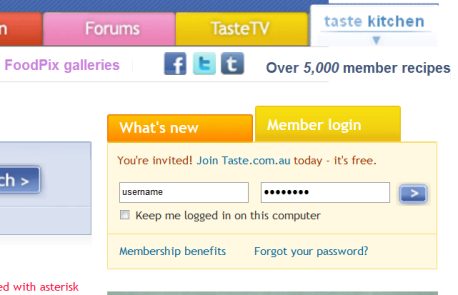 n
Forums
TasteTV
taste kitchen
FoodPix galleries
f t t
Over 5,000 member recipes
What's new
Member login
You're invited! Join Taste.com.au today - it's free.
ch >
username
>
Keep me logged in on this computer
Membership benefits
Forgot your password?
ed with asterisk